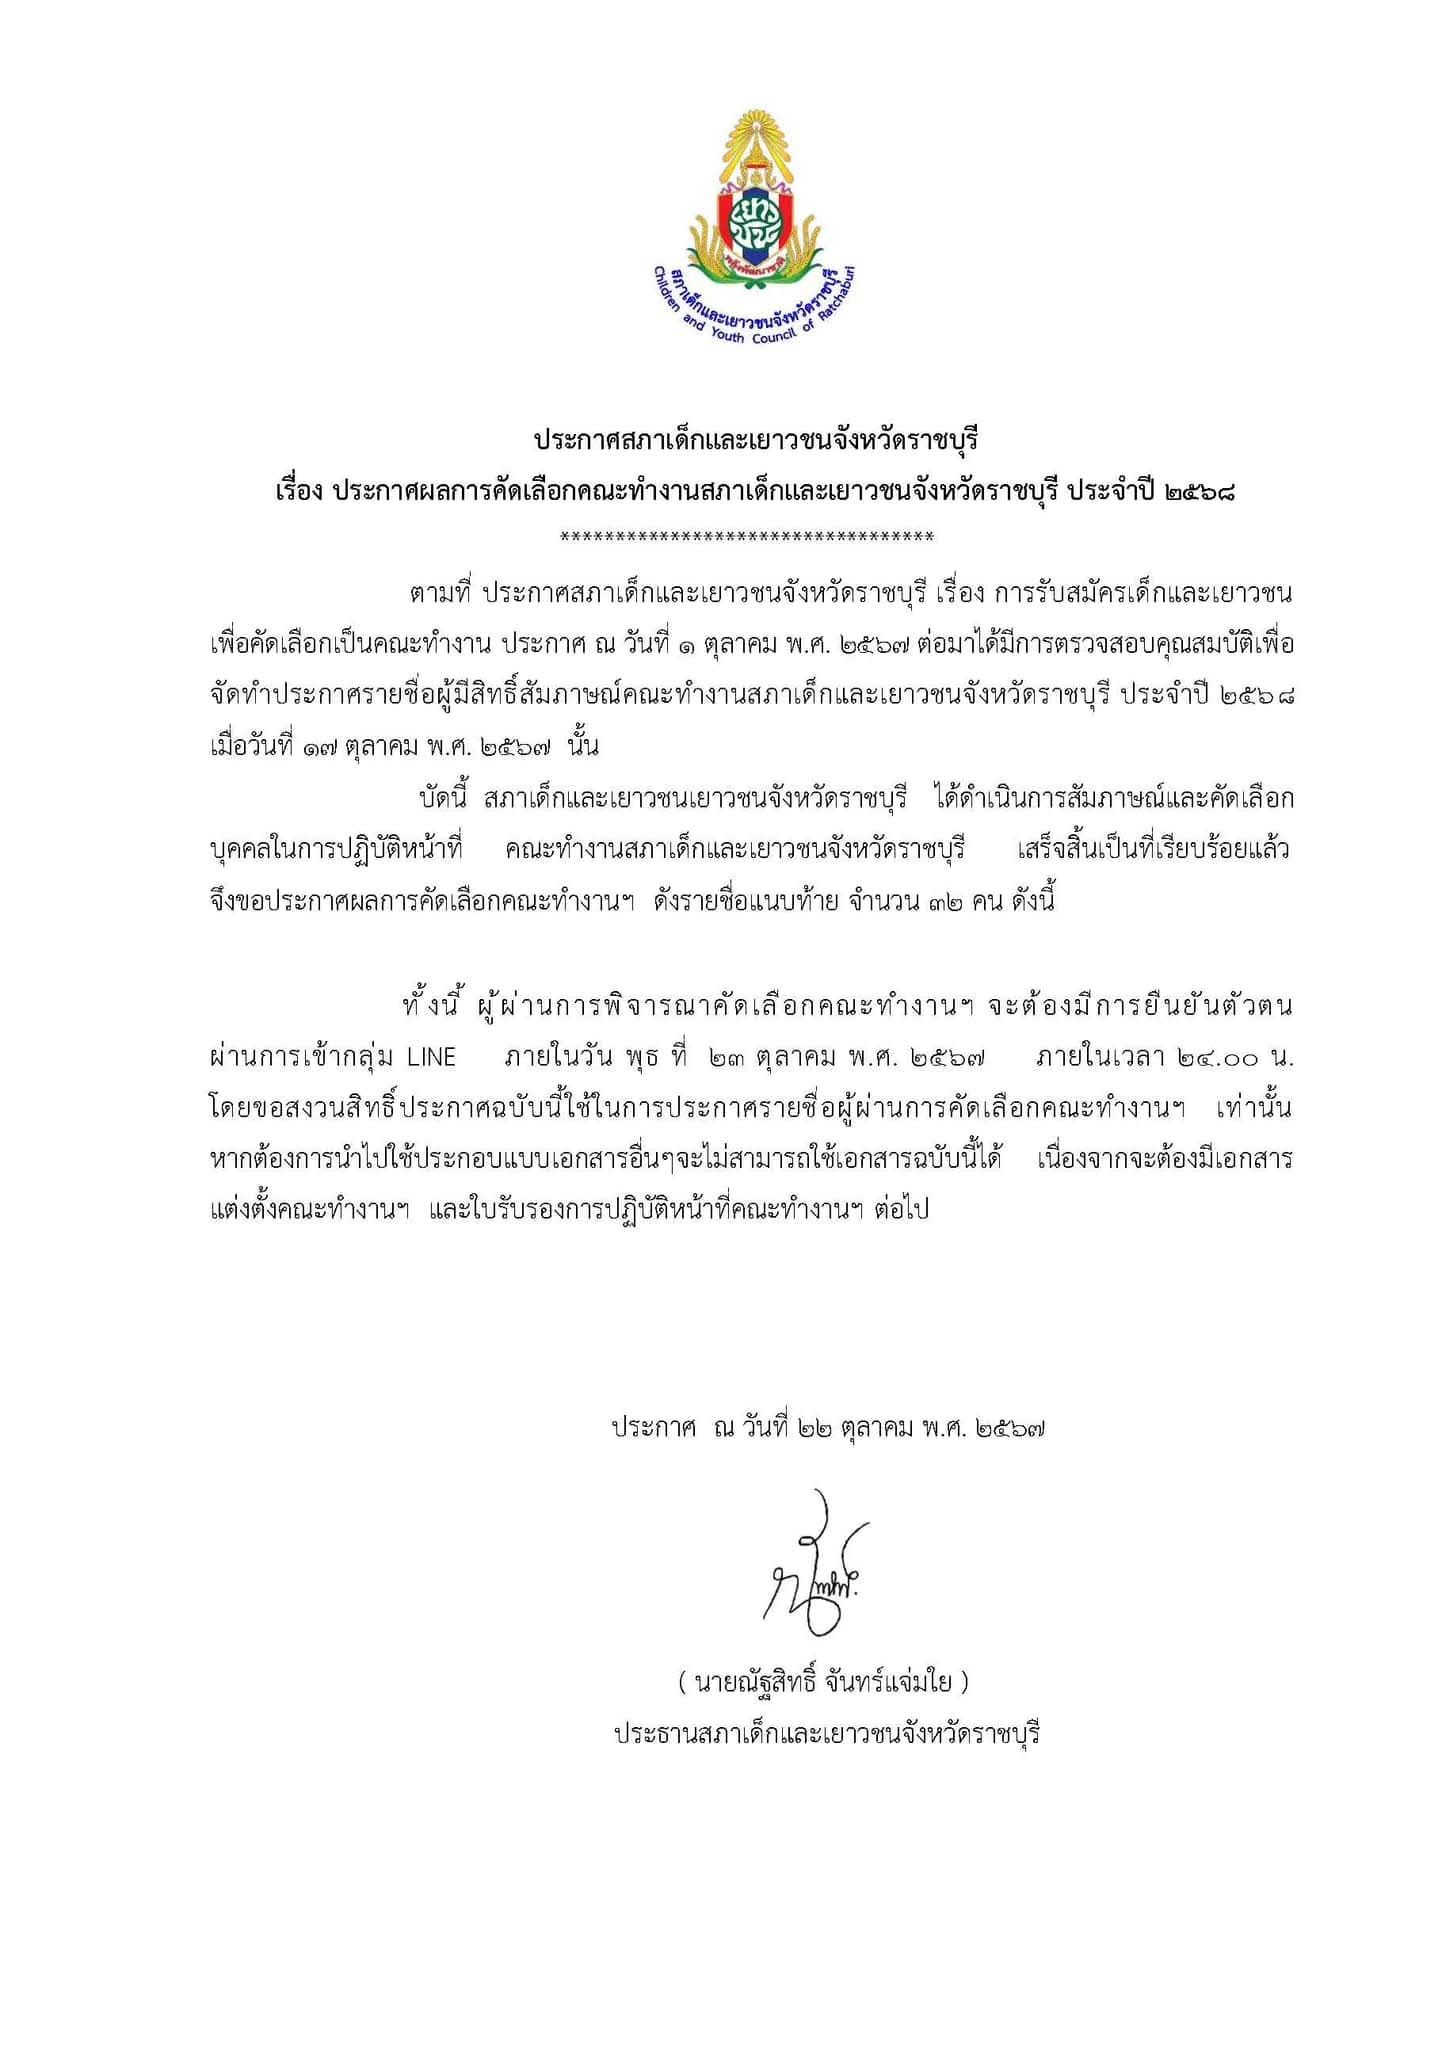 เยาว
ชน
พลังพัฒนาชาติ
สภาเด็กและเยาวชนจังหวัดราชบุรี
Children and Youth Council of Ratchaburi
ประกาศสภาเด็กและเยาวชนจังหวัดราชบุรี
เรื่อง ประกาศผลการคัดเลือกคณะทำงานสภาเด็กและเยาวชนจังหวัดราชบุรี ประจำปี ๒๕๖๘
**********************************
ตามที่ ประกาศสภาเด็กและเยาวชนจังหวัดราชบุรี เรื่อง การรับสมัครเด็กและเยาวชน
เพื่อคัดเลือกเป็นคณะทำงาน ประกาศ ณ วันที่ ๑ ตุลาคม พ.ศ. ๒๕๖๗ ต่อมาได้มีการตรวจสอบคุณสมบัติเพื่อ
จัดทำประกาศรายชื่อผู้มีสิทธิ์สัมภาษณ์คณะทำงานสภาเด็กและเยาวชนจังหวัดราชบุรี ประจำปี ๒๕๖๘
เมื่อวันที่ ๑๗ ตุลาคม พ.ศ. ๒๕๖๗ นั้น
บัดนี้ สภาเด็กและเยาวชนเยาวชนจังหวัดราชบุรี ได้ดำเนินการสัมภาษณ์และคัดเลือก
บุคคลในการปฏิบัติหน้าที่ คณะทำงานสภาเด็กและเยาวชนจังหวัดราชบุรี เสร็จสิ้นเป็นที่เรียบร้อยแล้ว
จึงขอประกาศผลการคัดเลือกคณะทำงานฯ ดังรายชื่อแนบท้าย จำนวน ๓๒ คน ดังนี้
ทั้งนี้ ผู้ผ่านการพิจารณาคัดเลือกคณะทำงานฯ จะต้องมีการยืนยันตัวตน
ผ่านการเข้ากลุ่ม LINE ภายในวัน พุธ ที่ ๒๓ ตุลาคม พ.ศ. ๒๕๖๗ ภายในเวลา ๒๔.๐๐ น.
โดยขอสงวนสิทธิ์ประกาศฉบับนี้ใช้ในการประกาศรายชื่อผู้ผ่านการคัดเลือกคณะทำงานฯ เท่านั้น
หากต้องการนำไปใช้ประกอบแบบเอกสารอื่นๆจะไม่สามารถใช้เอกสารฉบับนี้ได้ เนื่องจากจะต้องมีเอกสาร
แต่งตั้งคณะทำงานฯ และใบรับรองการปฏิบัติหน้าที่คณะทำงานฯ ต่อไป
ประกาศ ณ วันที่ ๒๒ ตุลาคม พ.ศ. ๒๕๖๗
( นายณัฐสิทธิ์ จันทร์แจ่มใย )
ประธานสภาเด็กและเยาวชนจังหวัดราชบุรี